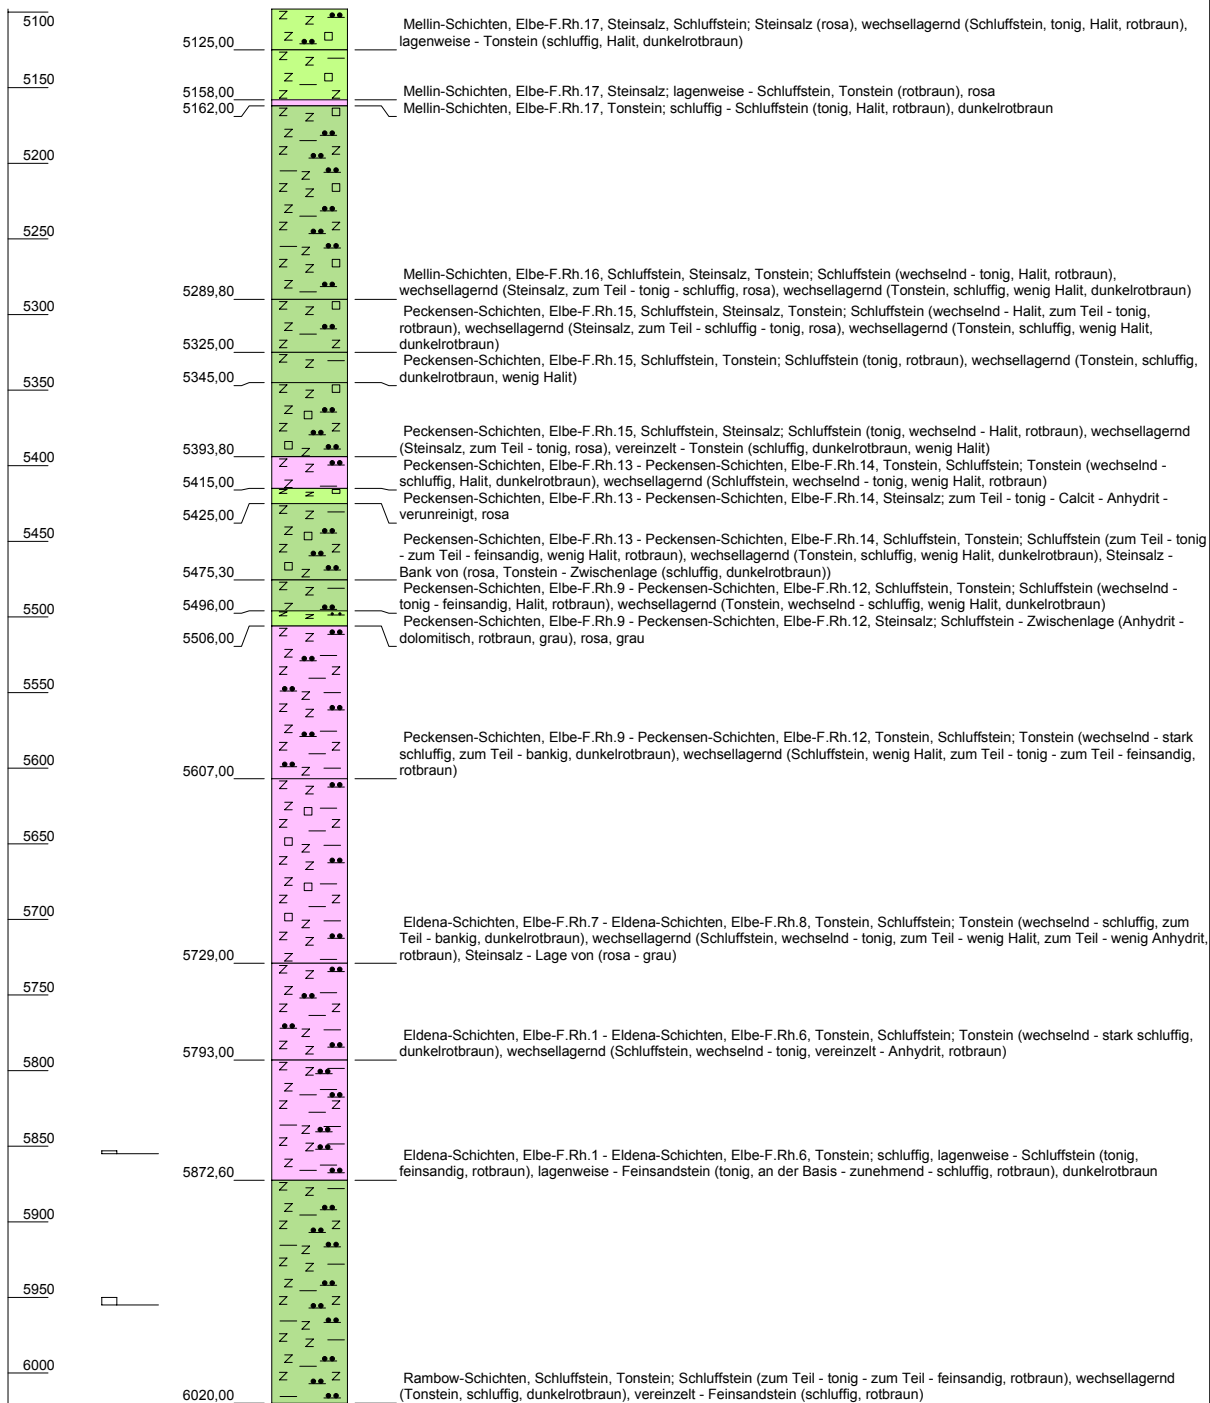 5100
Mellin-Schichten, Elbe-F.Rh.17, Steinsalz, Schluffstein; Steinsalz (rosa), wechsellagernd (Schluffstein, tonig, Halit, rotbraun),
5125,00
lagenweise - Tonstein (schluffig, Halit, dunkelrotbraun)
5150
5158,00
Mellin-Schichten, Elbe-F.Rh.17, Steinsalz; lagenweise - Schluffstein, Tonstein (rotbraun), rosa
5162,00
Mellin-Schichten, Elbe-F.Rh.17, Tonstein; schluffig - Schluffstein (tonig, Halit, rotbraun), dunkelrotbraun
5200
5250
Mellin-Schichten, Elbe-F.Rh.16, Schluffstein, Steinsalz, Tonstein; Schluffstein (wechselnd - tonig, Halit, rotbraun),
5289,80
wechsellagernd (Steinsalz, zum Teil - tonig - schluffig, rosa), wechsellagernd (Tonstein, schluffig, wenig Halit, dunkelrotbraun)
5300
Peckensen-Schichten, Elbe-F.Rh.15, Schluffstein, Steinsalz, Tonstein; Schluffstein (wechselnd - Halit, zum Teil - tonig,
rotbraun), wechsellagernd (Steinsalz, zum Teil - schluffig - tonig, rosa), wechsellagernd (Tonstein, schluffig, wenig Halit,
5325,00
dunkelrotbraun)
Peckensen-Schichten, Elbe-F.Rh.15, Schluffstein, Tonstein; Schluffstein (tonig, rotbraun), wechsellagernd (Tonstein, schluffig,
5345,00
dunkelrotbraun, wenig Halit)
5350
Peckensen-Schichten, Elbe-F.Rh.15, Schluffstein, Steinsalz; Schluffstein (tonig, wechselnd - Halit, rotbraun), wechsellagernd
5393,80
(Steinsalz, zum Teil - tonig, rosa), vereinzelt - Tonstein (schluffig, dunkelrotbraun, wenig Halit)
5400
Peckensen-Schichten, Elbe-F.Rh.13 - Peckensen-Schichten, Elbe-F.Rh.14, Tonstein, Schluffstein; Tonstein (wechselnd -
5415,00
schluffig, Halit, dunkelrotbraun), wechsellagernd (Schluffstein, wechselnd - tonig, wenig Halit, rotbraun)
Peckensen-Schichten, Elbe-F.Rh.13 - Peckensen-Schichten, Elbe-F.Rh.14, Steinsalz; zum Teil - tonig - Calcit - Anhydrit -
5425,00
verunreinigt, rosa
5450
Peckensen-Schichten, Elbe-F.Rh.13 - Peckensen-Schichten, Elbe-F.Rh.14, Schluffstein, Tonstein; Schluffstein (zum Teil - tonig
- zum Teil - feinsandig, wenig Halit, rotbraun), wechsellagernd (Tonstein, schluffig, wenig Halit, dunkelrotbraun), Steinsalz -
5475,30
Bank von (rosa, Tonstein - Zwischenlage (schluffig, dunkelrotbraun))
Peckensen-Schichten, Elbe-F.Rh.9 - Peckensen-Schichten, Elbe-F.Rh.12, Schluffstein, Tonstein; Schluffstein (wechselnd -
5496,00
tonig - feinsandig, Halit, rotbraun), wechsellagernd (Tonstein, wechselnd - schluffig, wenig Halit, dunkelrotbraun)
5500
Peckensen-Schichten, Elbe-F.Rh.9 - Peckensen-Schichten, Elbe-F.Rh.12, Steinsalz; Schluffstein - Zwischenlage (Anhydrit -
5506,00
dolomitisch, rotbraun, grau), rosa, grau
5550
Peckensen-Schichten, Elbe-F.Rh.9 - Peckensen-Schichten, Elbe-F.Rh.12, Tonstein, Schluffstein; Tonstein (wechselnd - stark
schluffig, zum Teil - bankig, dunkelrotbraun), wechsellagernd (Schluffstein, wenig Halit, zum Teil - tonig - zum Teil - feinsandig,
5600
5607,00
rotbraun)
5650
5700
Eldena-Schichten, Elbe-F.Rh.7 - Eldena-Schichten, Elbe-F.Rh.8, Tonstein, Schluffstein; Tonstein (wechselnd - schluffig, zum
Teil - bankig, dunkelrotbraun), wechsellagernd (Schluffstein, wechselnd - tonig, zum Teil - wenig Halit, zum Teil - wenig Anhydrit,
5729,00
rotbraun), Steinsalz - Lage von (rosa - grau)
5750
Eldena-Schichten, Elbe-F.Rh.1 - Eldena-Schichten, Elbe-F.Rh.6, Tonstein, Schluffstein; Tonstein (wechselnd - stark schluffig,
5793,00
dunkelrotbraun), wechsellagernd (Schluffstein, wechselnd - tonig, vereinzelt - Anhydrit, rotbraun)
5800
5850
Eldena-Schichten, Elbe-F.Rh.1 - Eldena-Schichten, Elbe-F.Rh.6, Tonstein; schluffig, lagenweise - Schluffstein (tonig,
5872,60
feinsandig, rotbraun), lagenweise - Feinsandstein (tonig, an der Basis - zunehmend - schluffig, rotbraun), dunkelrotbraun
5900
5950
6000
Rambow-Schichten, Schluffstein, Tonstein; Schluffstein (zum Teil - tonig - zum Teil - feinsandig, rotbraun), wechsellagernd
6020,00
(Tonstein, schluffig, dunkelrotbraun), vereinzelt - Feinsandstein (schluffig, rotbraun)